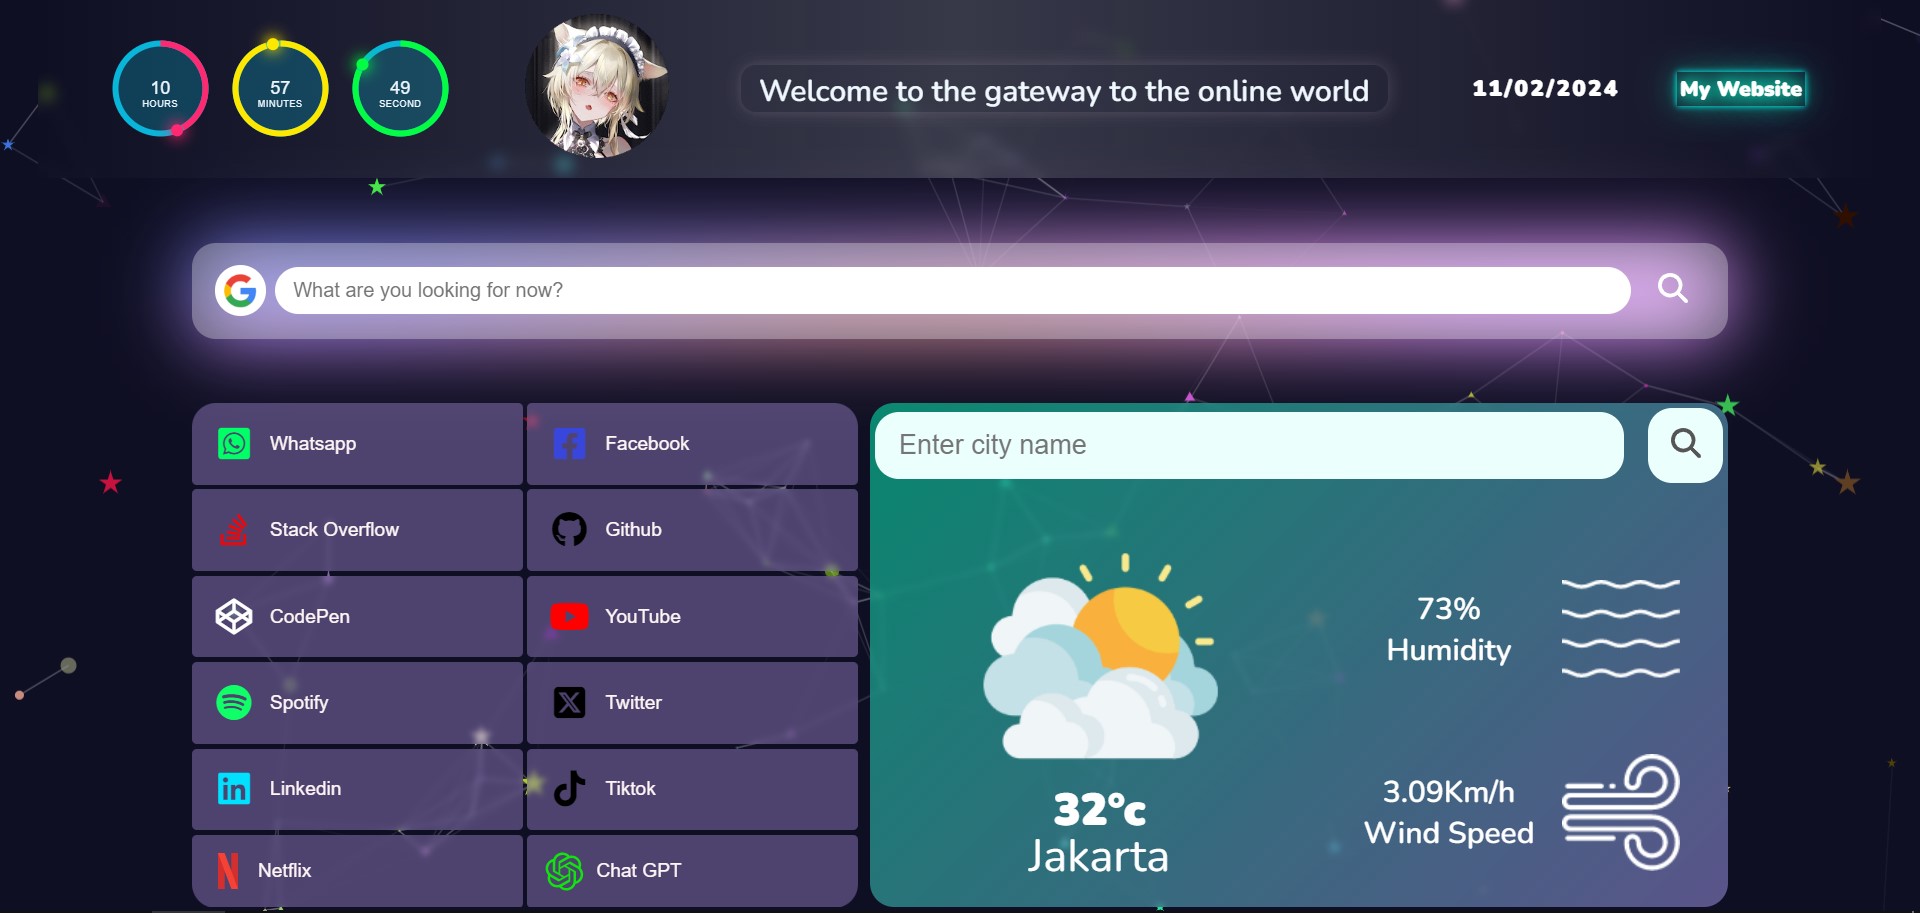 10
HOURS
57
MINUTES
49
SECOND
Welcome to the gateway to the online world
11/02/2024
My Website
What are you looking for now?
Whatsapp
Facebook
Stack Overflow
Github
CodePen
YouTube
Spotify
Twitter
Linkedin
Tiktok
Netflix
Chat GPT
Enter city name
32°c
Jakarta
73%
Humidity
3.09Km/h
Wind Speed